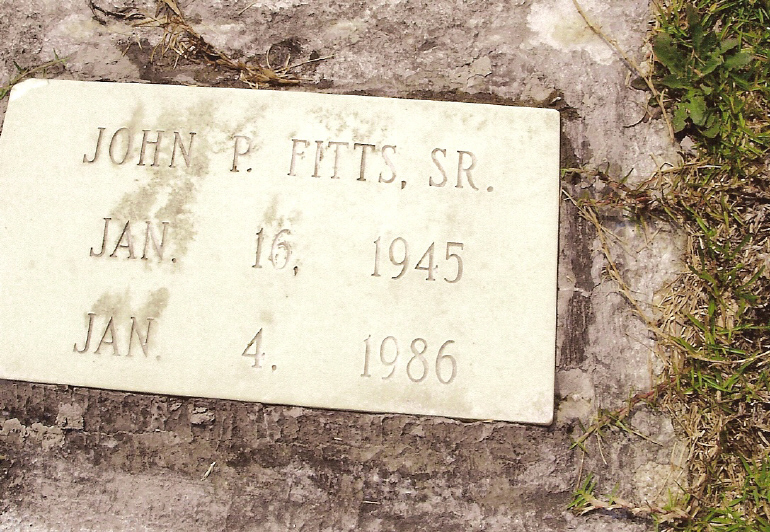 JOHN P. FITTS, SR.
JAN. 16, 1945
JAN. 4. 1986